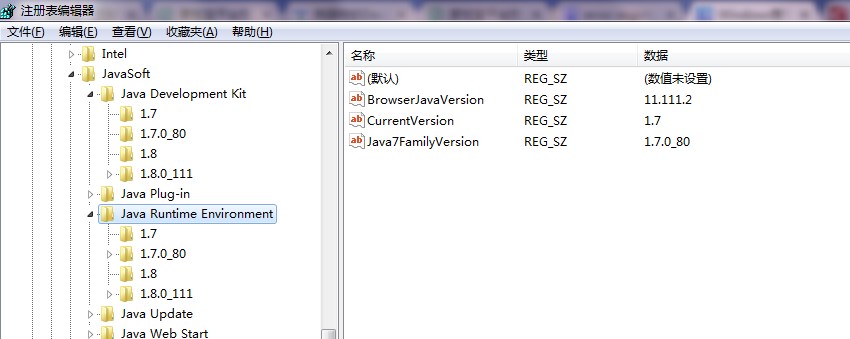 注册表编辑器
文件(F) 编辑(E) 查看(V) 收藏夹(A) 帮助(H)
Intel
JavaSoft
Java Development Kit
1.7
1.7.0_80
1.8
1.8.0_111
Java Plug-in
Java Runtime Environment
1.7
1.7.0_80
1.8
1.8.0_111
Java Update
Java Web Start
名称 类型 数据
(默认) REG_SZ (数值未设置)
BrowserJavaVersion REG_SZ 11.111.2
CurrentVersion REG_SZ 1.7
Java7FamilyVersion REG_SZ 1.7.0_80